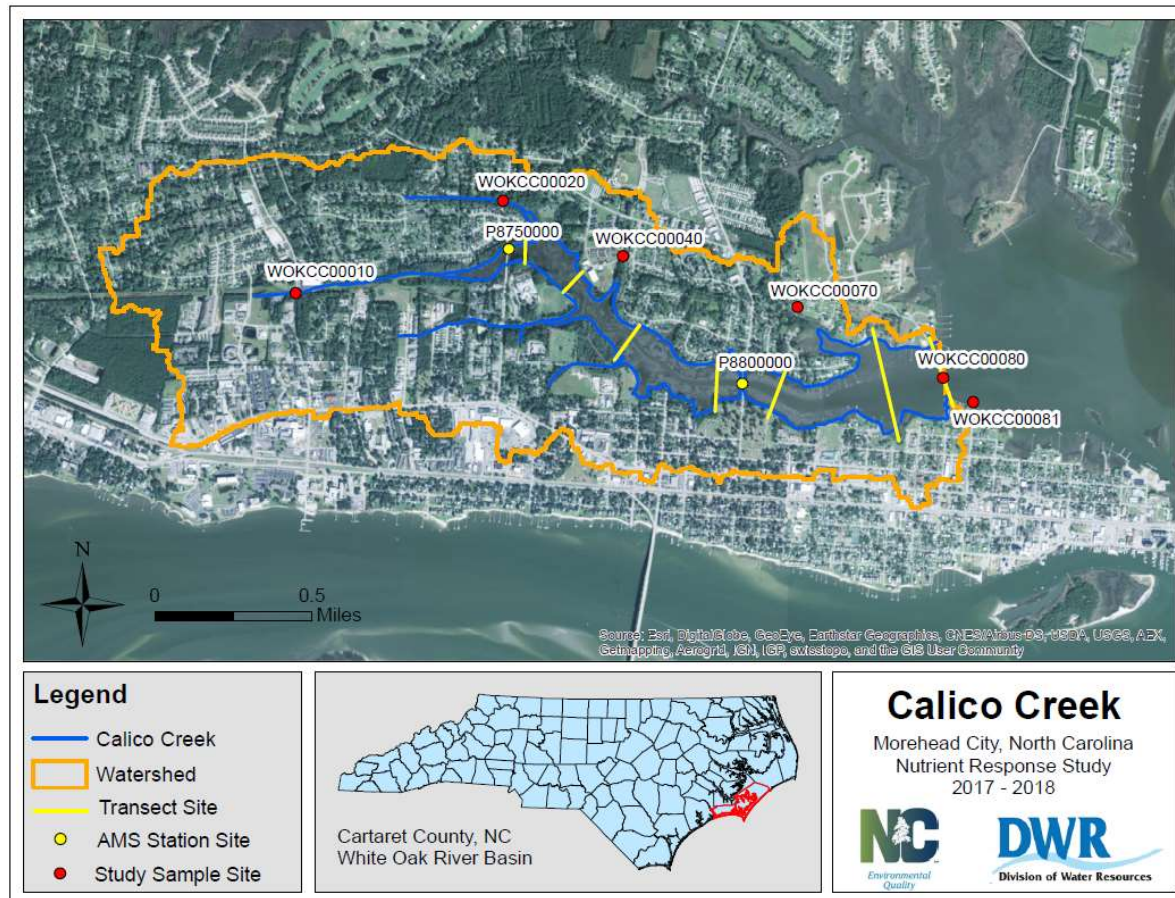 WOKCC00020
P8750000
WOKCC00040
WOKCC00010
WOKCC00070
P8800000
WOKCC00080
WOKCC00081
N
0 0.5
Miles
Source: Esri, DigitalGlobe, GeoEye, Earthstar Geographics, CNES/Airbus DS, USDA, USGS, AEX,
Getmapping, Aerogrid, IGN, IGP, swisstopo, and the GIS User Community
Legend
Calico Creek
Watershed
Transect Site
AMS Station Site
Study Sample Site
Cartaret County, NC
White Oak River Basin
Calico Creek
Morehead City, North Carolina
Nutrient Response Study
2017 - 2018
NC
Environmental
Quality
DWR
Division of Water Resources